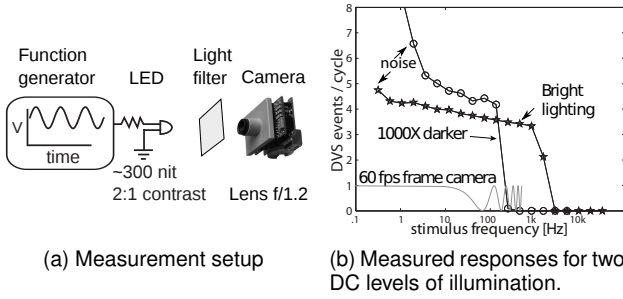 Function generator
V
time
LED
~300 nit
2:1 contrast
Light filter
Camera
Lens f/1.2
(a) Measurement setup
DVS events / cycle
8
7
6
5
4
3
2
1
0
noise
Bright lighting
1000X darker
60 fps frame camera
.1 1 10 100 1k 10k
stimulus frequency [Hz]
(b) Measured responses for two
DC levels of illumination.